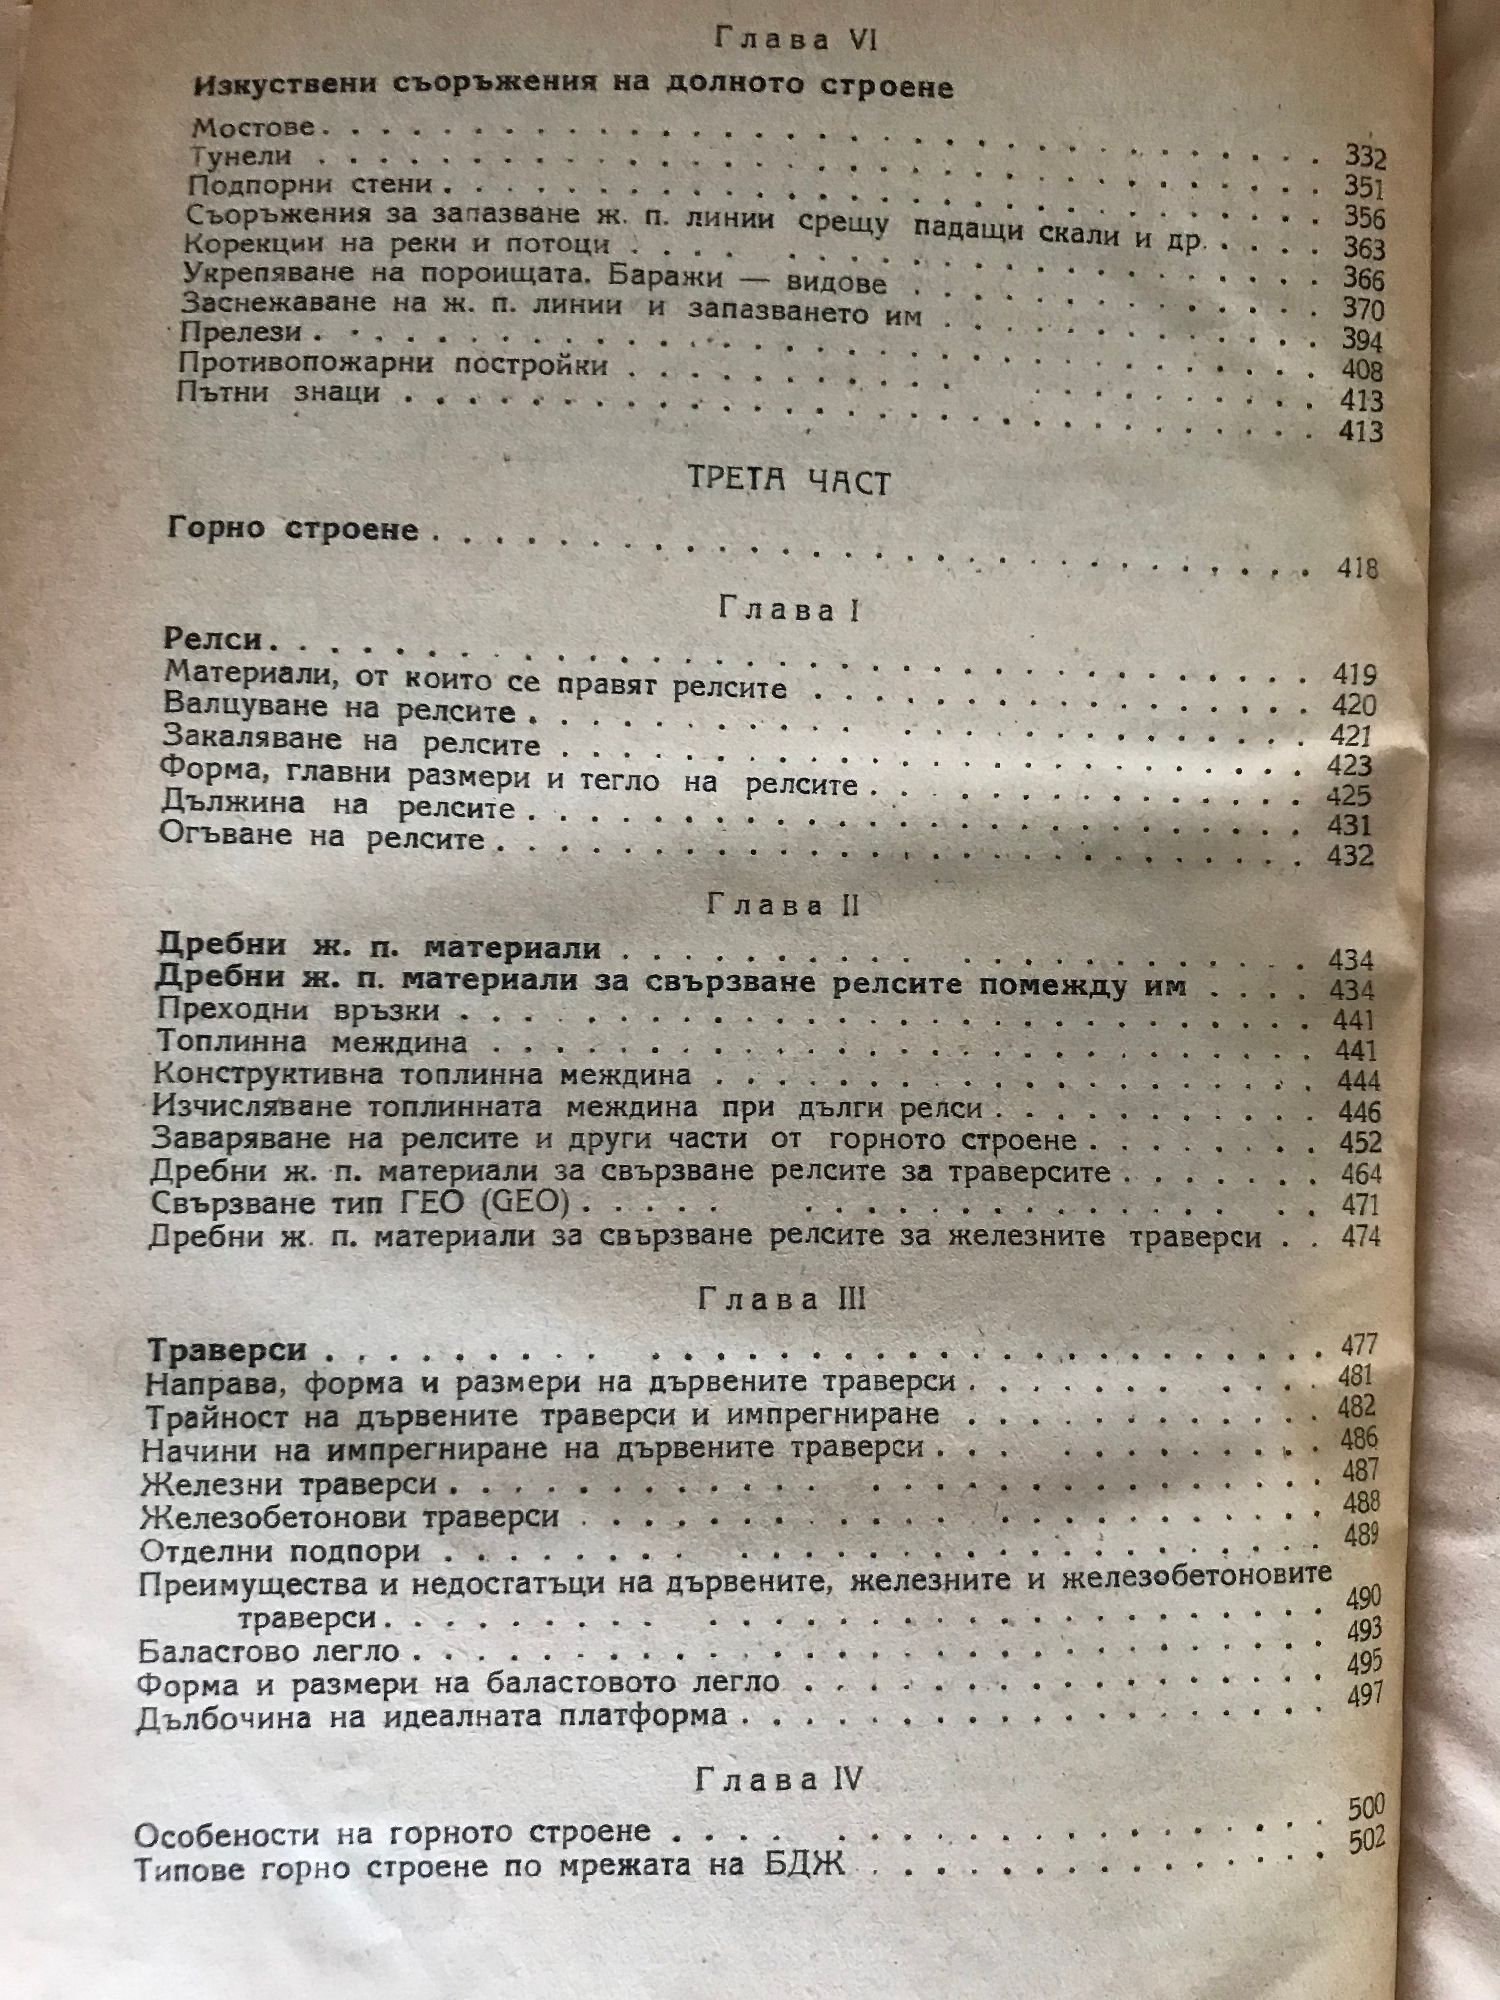 Глава VI
Изкуствени съоръжения на долното строене
Мостове . . . . . . . . . . 332
Тунели . . . . . . . . . . 351
Подпорни стени . . . . . . . . . . 356
Съоръжения за запазване ж. п. линии срещу падащи скали и др. . . . . 363
Корекции на реки и потоци . . . . . . . . . . 366
Укрепяване на пороищата. Баражи — видове . . . . . . . . . . 370
Заснежаване на ж. п. линии и запазването им . . . . . . . . . . 394
Прелези . . . . . . . . . . 408
Противопожарни постройки . . . . . . . . . . 413
Пътни знаци . . . . . . . . . . 413
ТРЕТА ЧАСТ
Горно строене . . . . . . . . . . 418
Глава I
Релси . . . . . . . . . . 419
Материали, от които се правят релсите . . . . . . . . . . 420
Валцуване на релсите . . . . . . . . . . 421
Закаляване на релсите . . . . . . . . . . 423
Форма, главни размери и тегло на релсите . . . . . . . . . . 425
Дължина на релсите . . . . . . . . . . 431
Огъване на релсите . . . . . . . . . . 432
Глава II
Дребни ж. п. материали . . . . . . . . . . 434
Дребни ж. п. материали за свързване релсите помежду им . . . . 434
Преходни връзки . . . . . . . . . . 441
Топлинна междина . . . . . . . . . . 441
Конструктивна топлинна междина . . . . . . . . . . 444
Изчисляване топлинната междина при дълги релси . . . . . . . . . . 446
Заваряване на релсите и други части от горното строене . . . . . . . . 452
Дребни ж. п. материали за свързване релсите за траверсите . . . . . . . 464
Свързване тип ГЕО (GEO) . . . . . . . . . . 471
Дребни ж. п. материали за свързване релсите за железните траверси . . 474
Глава III
Траверси . . . . . . . . . . 477
Направа, форма и размери на дървените траверси . . . . . . . . . . 481
Трайност на дървените траверси и импрегниране . . . . . . . . . . 482
Начини на импрегниране на дървените траверси . . . . . . . . . . 486
Железни траверси . . . . . . . . . . 487
Железобетонови траверси . . . . . . . . . . 488
Отделни подпори . . . . . . . . . . 489
Преимущества и недостатъци на дървените, железните и железобетоновите
траверси . . . . . . . . . . 490
Баластово легло . . . . . . . . . . 493
Форма и размери на баластовото легло . . . . . . . . . . 495
Дълбочина на идеалната платформа . . . . . . . . . . 497
Глава IV
Особености на горното строене . . . . . . . . . . 500
Типове горно строене по мрежата на БДЖ . . . . . . . . . . 502